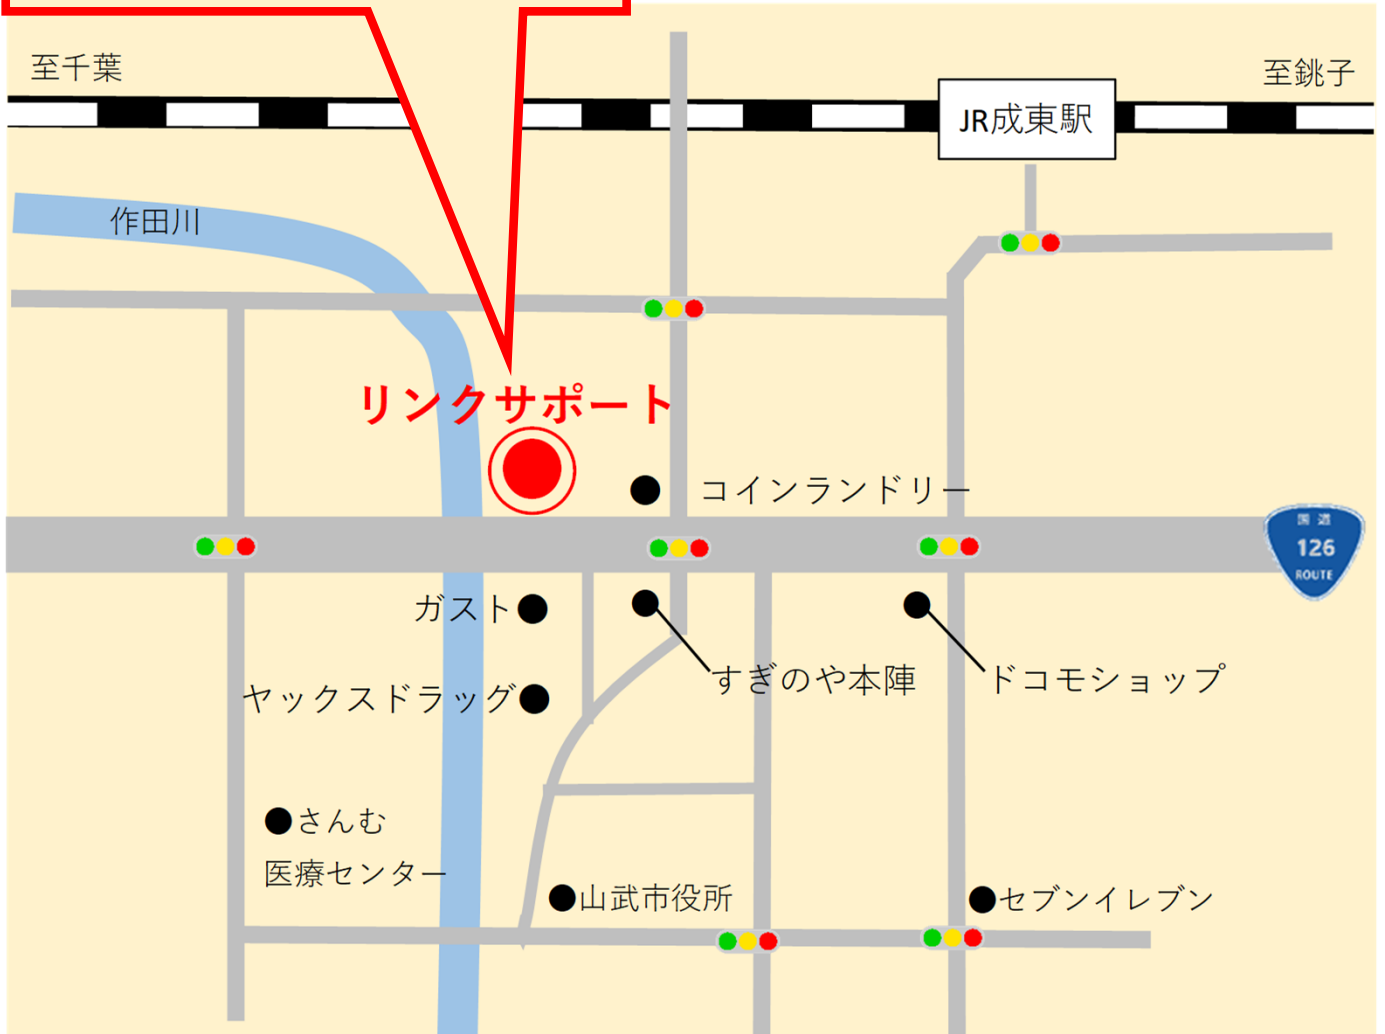 至千葉
至銚子
JR成東駅
作田川
リンクサポート
コインランドリー
国道
126
ROUTE
ガスト
すぎのや本陣
ドコモショップ
ヤックスドラッグ
さんむ
医療センター
山武市役所
セブンイレブン